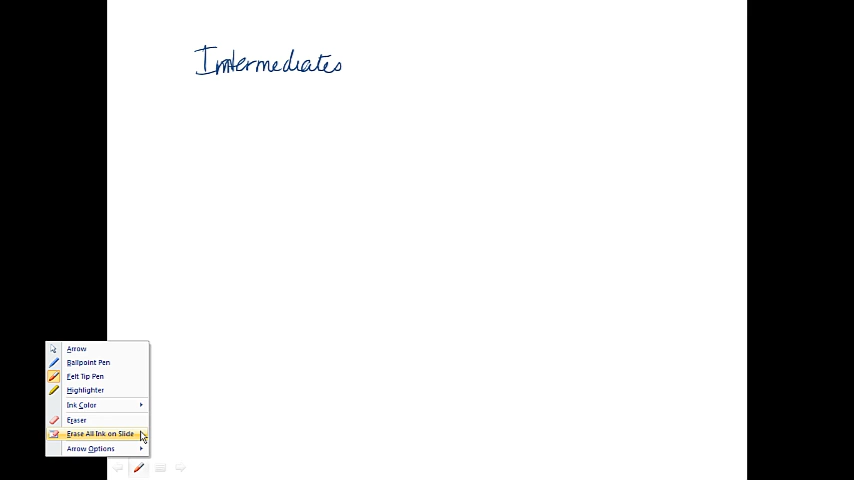 Intermediates
Arrow
Ballpoint Pen
Felt Tip Pen
Highlighter
Ink Color
Eraser
Erase All Ink on Slide
Arrow Options